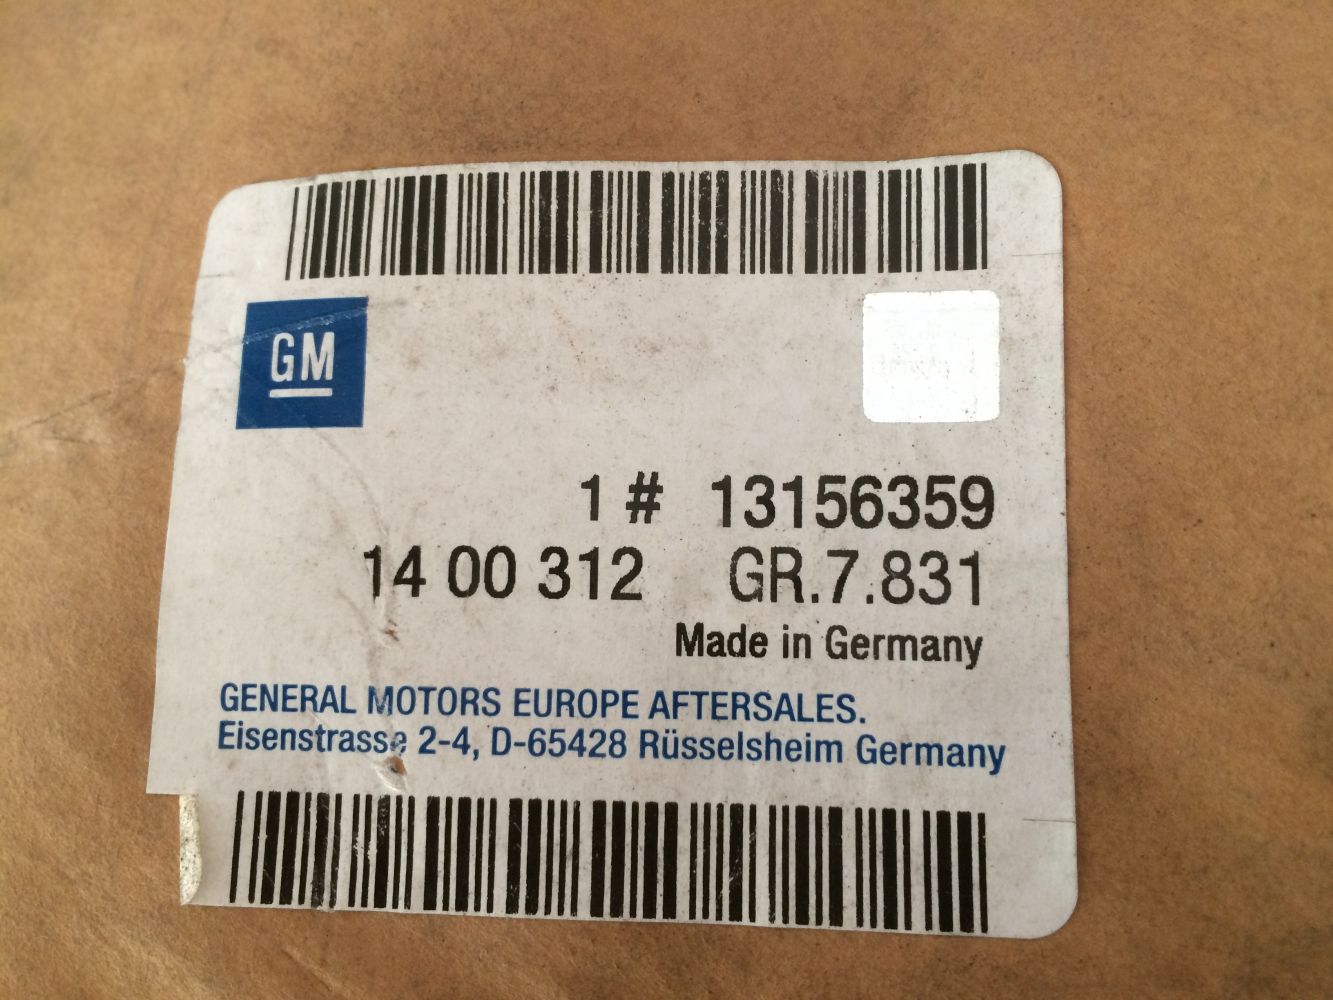 GM
1 # 13156359
14 00 312 GR.7.831
Made in Germany
GENERAL MOTORS EUROPE AFTERSALES.
Eisenstrasse 2-4, D-65428 Rüsselsheim Germany